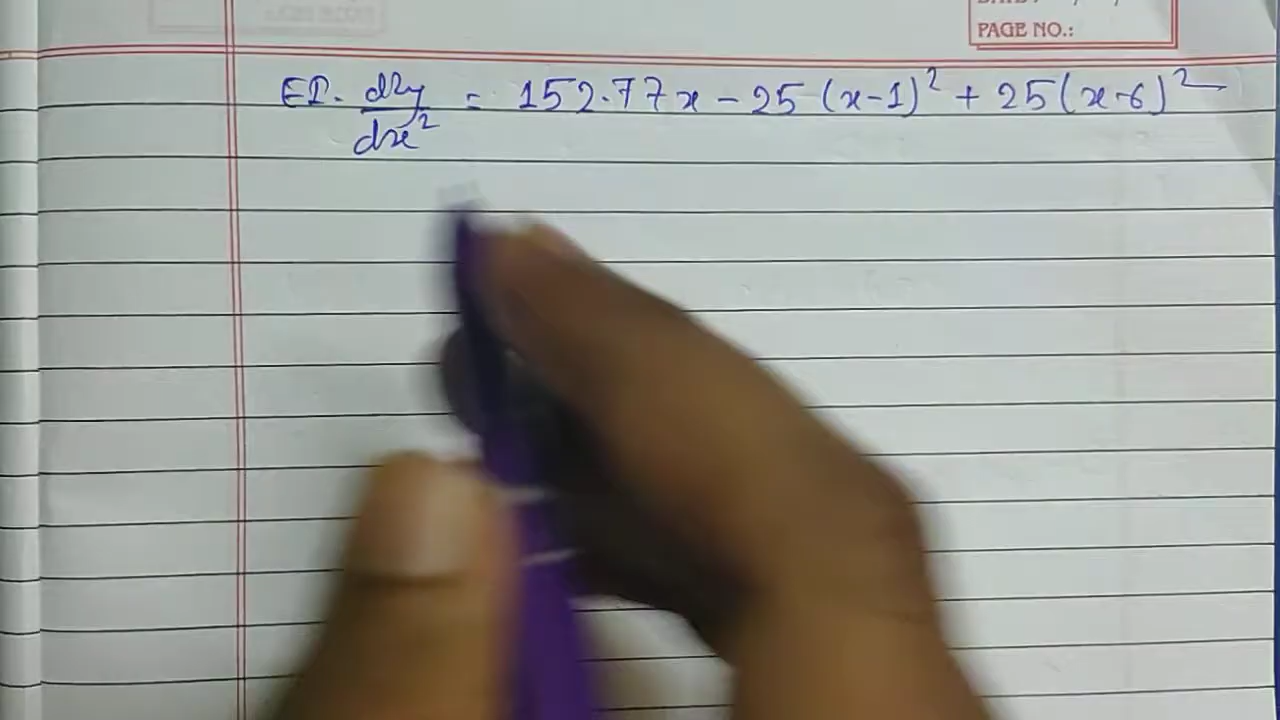 PAGE NO.:
EI. d2y/dx² = 152.77x - 25 (x-1)² + 25(x-6)²